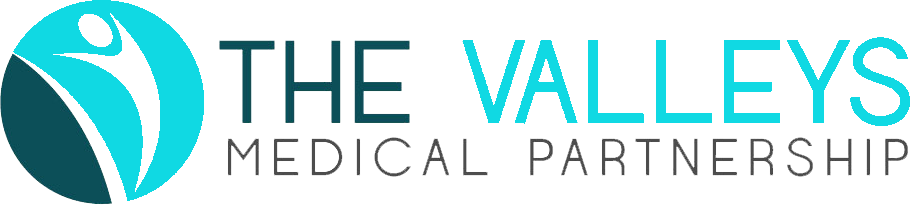 THE VALLEYS
MEDICAL PARTNERSHIP